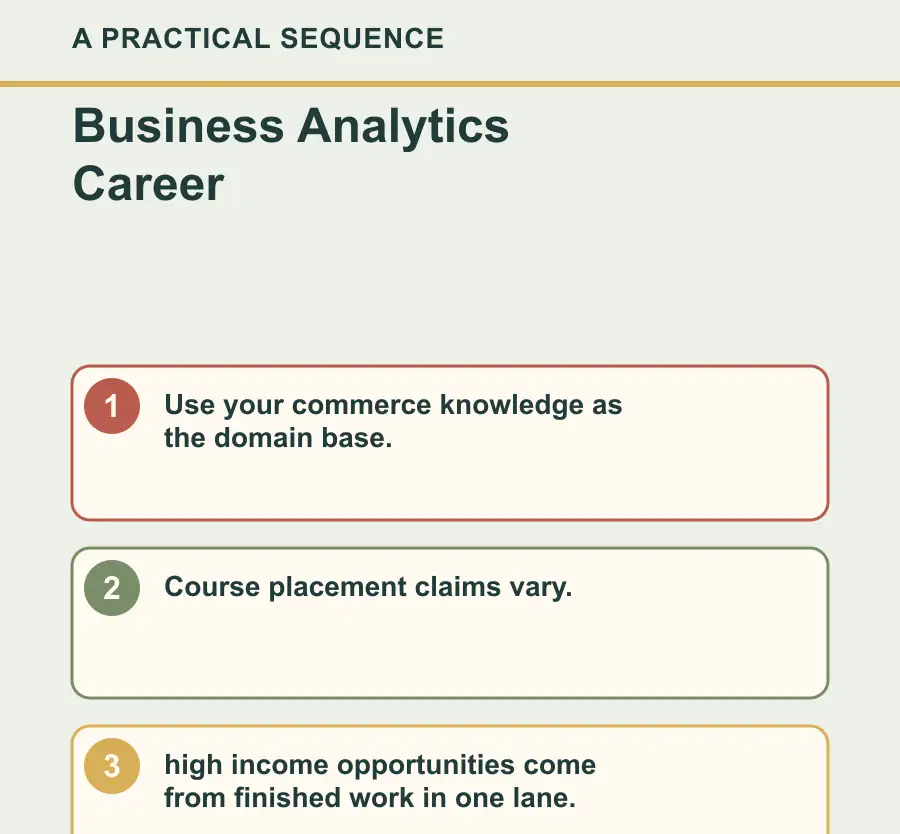 A PRACTICAL SEQUENCE
Business Analytics
Career
1
Use your commerce knowledge as
the domain base.
2
Course placement claims vary.
3
high income opportunities come
from finished work in one lane.